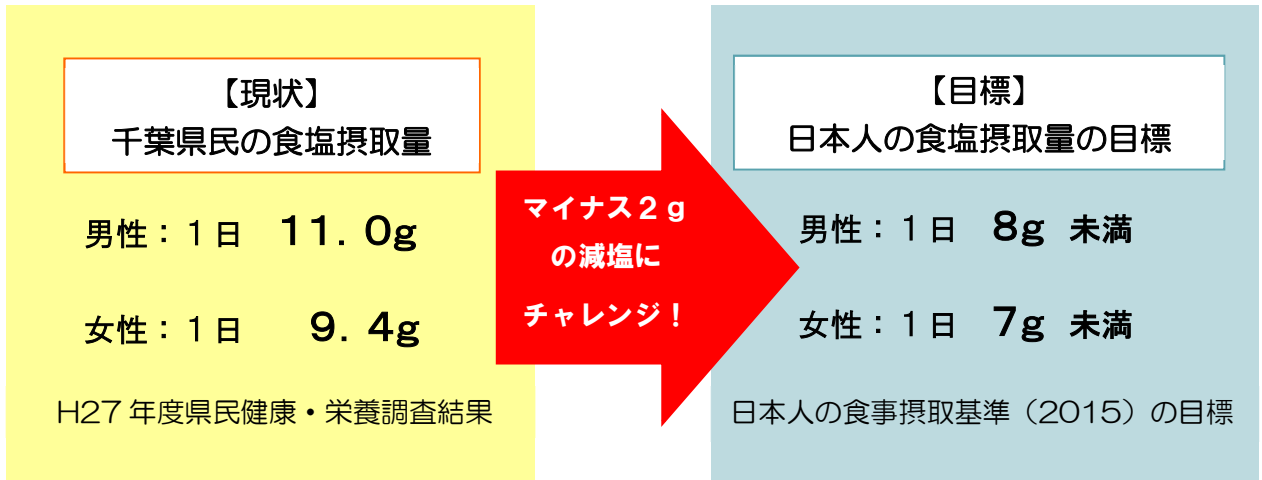 【現状】
千葉県民の食塩摂取量
男性：１日　11．0g
女性：１日　9．4g
H27 年度県民健康・栄養調査結果
マイナス２ｇ
の減塩に
チャレンジ！
【目標】
日本人の食塩摂取量の目標
男性：１日　8g　未満
女性：１日　7g　未満
日本人の食事摂取基準（2015）の目標